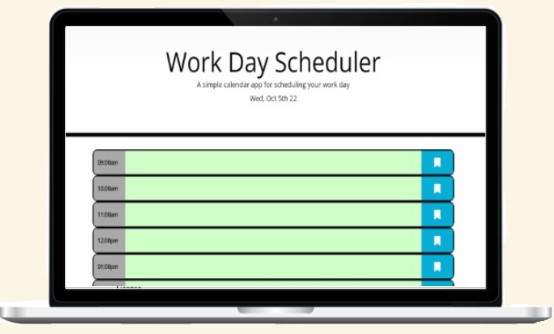 Work Day Scheduler
A simple calendar app for scheduling your work day
Wed, Oct 5th 22
09:00am
10:00am
11:00am
12:00pm
01:00pm